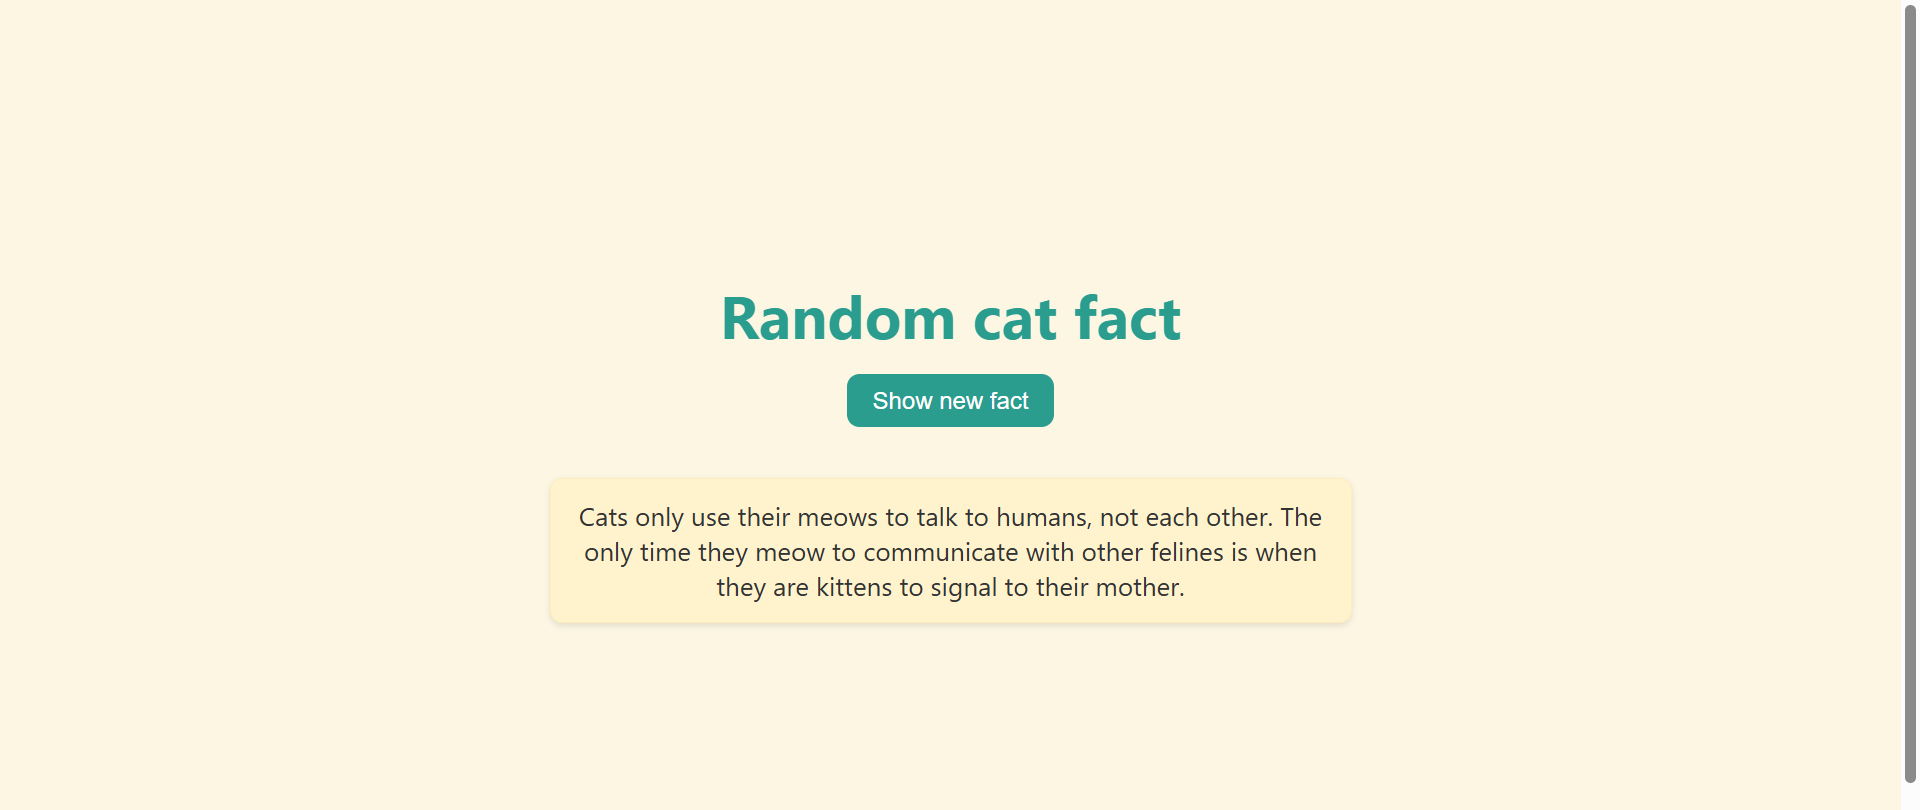 Random cat fact
Show new fact
Cats only use their meows to talk to humans, not each other. The
only time they meow to communicate with other felines is when
they are kittens to signal to their mother.